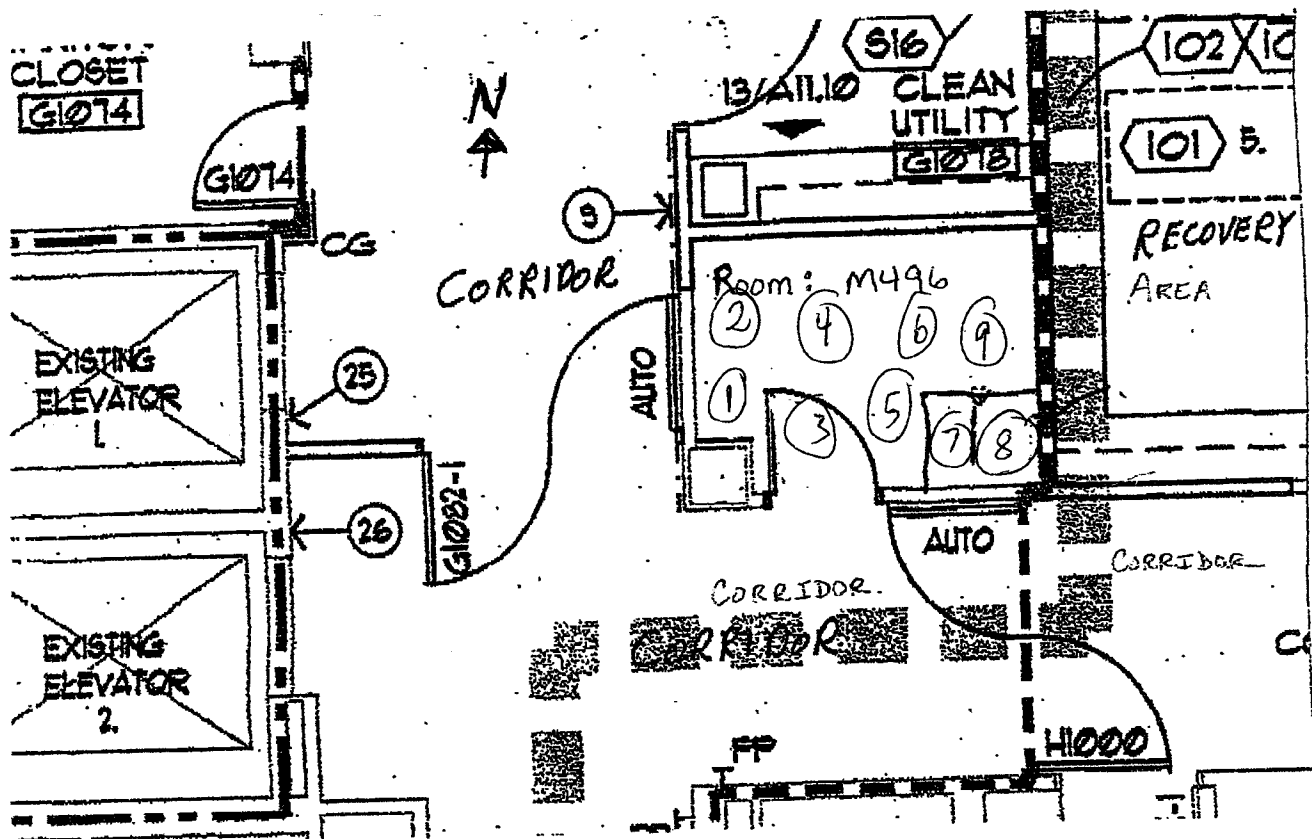 CLOSET
G1074
G1074
N
13/A11.10
S16
CLEAN
UTILITY
G1078
102
101 5.
RECOVERY
AREA
5
CG
CORRIDOR
Room: M496
2 4 6 9
1 3 5 7 8
AUTO
EXISTING
ELEVATOR
1.
25
26
G1082-1
AUTO
CORRIDOR
CORRIDOR
CORRIDOR
EXISTING
ELEVATOR
2.
FP
H1000